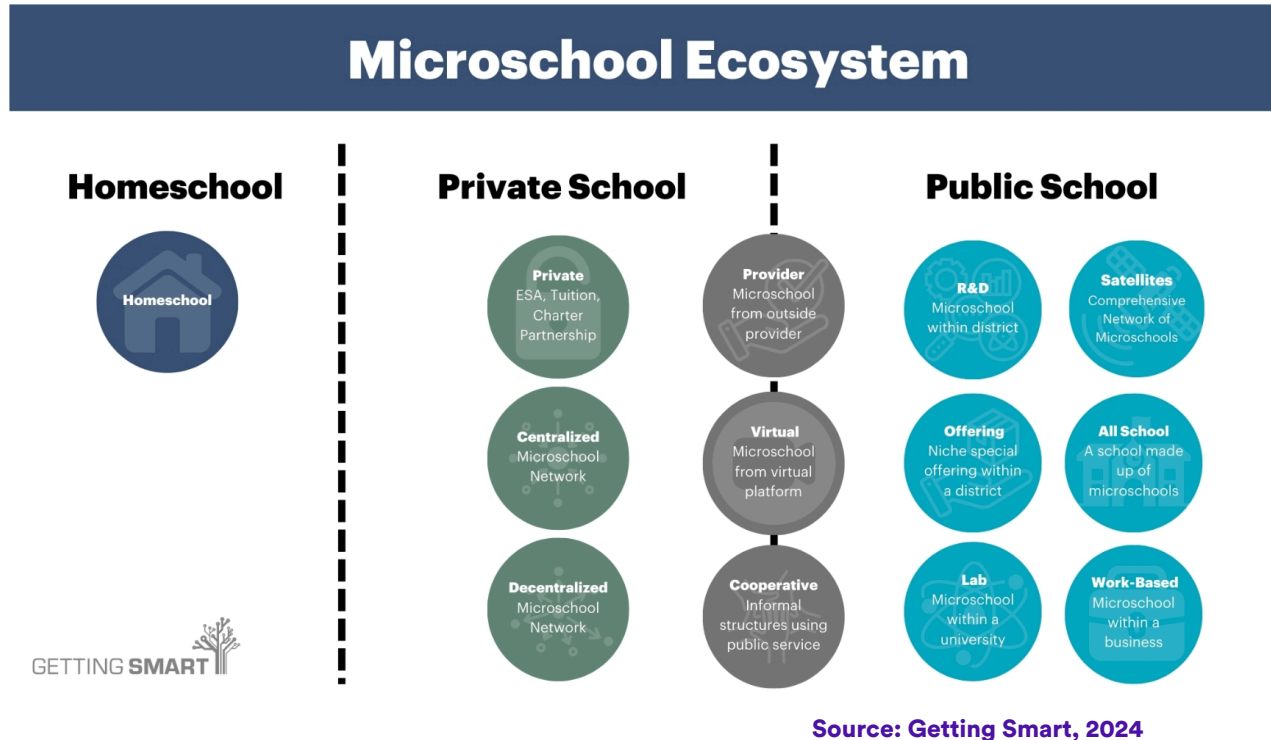 Microschool Ecosystem
Homeschool
Private School
Public School
Homeschool
Private
ESA, Tuition,
Charter
Partnership
Centralized
Microschool
Network
Decentralized
Microschool
Network
Provider
Microschool
from outside
provider
Virtual
Microschool
from virtual
platform
Cooperative
Informal
structures using
public service
R&D
Microschool
within district
Satellites
Comprehensive
Network of
Microschools
Offering
Niche special
offering within
a district
All School
A school made
up of
microschools
Lab
Microschool
within a
university
Work-Based
Microschool
within a
business
GETTING SMART
Source: Getting Smart, 2024